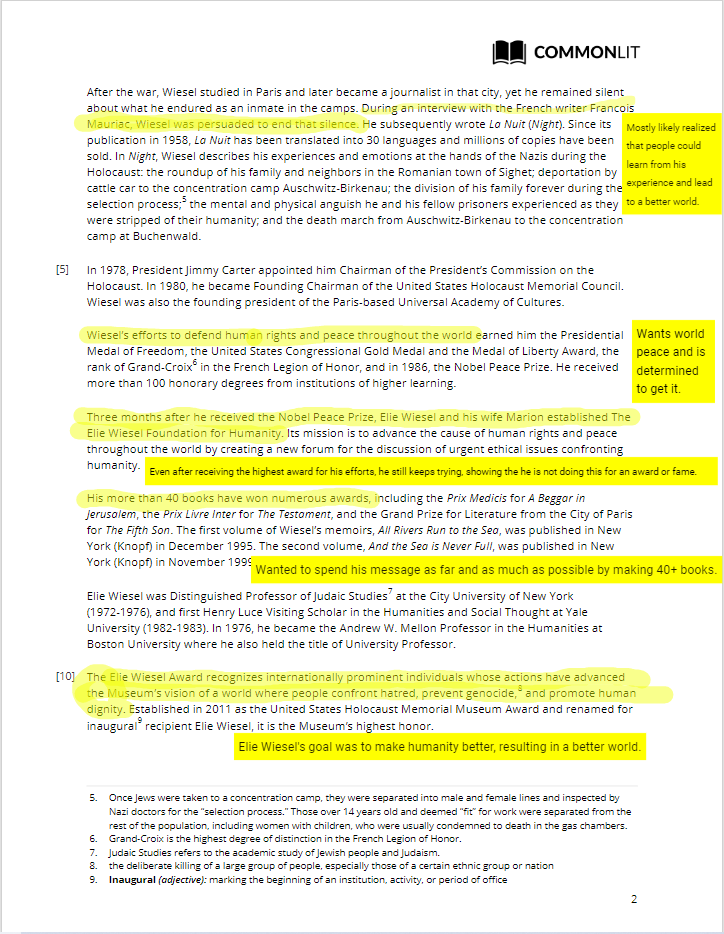 COMMONLIT
After the war, Wiesel studied in Paris and later became a journalist in that city, yet he remained silent
about what he endured as an inmate in the camps. During an interview with the French writer Francois
Mauriac, Wiesel was persuaded to end that silence. He subsequently wrote La Nuit (Night). Since its
publication in 1958, La Nuit has been translated into 30 languages and millions of copies have been
sold. In Night, Wiesel describes his experiences and emotions at the hands of the Nazis during the
Holocaust: the roundup of his family and neighbors in the Romanian town of Sighet; deportation by
cattle car to the concentration camp Auschwitz-Birkenau; the division of his family forever during the
selection process;5 the mental and physical anguish he and his fellow prisoners experienced as they
were stripped of their humanity; and the death march from Auschwitz-Birkenau to the concentration
camp at Buchenwald.
Mostly likely realized
that people could
learn from his
experience and lead
to a better world.
[5] In 1978, President Jimmy Carter appointed him Chairman of the President's Commission on the
Holocaust. In 1980, he became Founding Chairman of the United States Holocaust Memorial Council.
Wiesel was also the founding president of the Paris-based Universal Academy of Cultures.
Wiesel's efforts to defend human rights and peace throughout the world earned him the Presidential
Medal of Freedom, the United States Congressional Gold Medal and the Medal of Liberty Award, the
rank of Grand-Croix6 in the French Legion of Honor, and in 1986, the Nobel Peace Prize. He received
more than 100 honorary degrees from institutions of higher learning.
Wants world
peace and is
determined
to get it.
Three months after he received the Nobel Peace Prize, Elie Wiesel and his wife Marion established The
Elie Wiesel Foundation for Humanity. Its mission is to advance the cause of human rights and peace
throughout the world by creating a new forum for the discussion of urgent ethical issues confronting
humanity.
Even after receiving the highest award for his efforts, he still keeps trying, showing the he is not doing this for an award or fame.
His more than 40 books have won numerous awards, including the Prix Medicis for A Beggar in
Jerusalem, the Prix Livre Inter for The Testament, and the Grand Prize for Literature from the City of Paris
for The Fifth Son. The first volume of Wiesel's memoirs, All Rivers Run to the Sea, was published in New
York (Knopf) in December 1995. The second volume, And the Sea is Never Full, was published in New
York (Knopf) in November 1999
Wanted to spend his message as far and as much as possible by making 40+ books.
Elie Wiesel was Distinguished Professor of Judaic Studies7 at the City University of New York
(1972-1976), and first Henry Luce Visiting Scholar in the Humanities and Social Thought at Yale
University (1982-1983). In 1976, he became the Andrew W. Mellon Professor in the Humanities at
Boston University where he also held the title of University Professor.
[10] The Elie Wiesel Award recognizes internationally prominent individuals whose actions have advanced
the Museum's vision of a world where people confront hatred, prevent genocide,8 and promote human
dignity. Established in 2011 as the United States Holocaust Memorial Museum Award and renamed for
inaugural9 recipient Elie Wiesel, it is the Museum's highest honor.
Elie Wiesel's goal was to make humanity better, resulting in a better world.
5. Once Jews were taken to a concentration camp, they were separated into male and female lines and inspected by
Nazi doctors for the "selection process." Those over 14 years old and deemed "fit" for work were separated from the
rest of the population, including women with children, who were usually condemned to death in the gas chambers.
6. Grand-Croix is the highest degree of distinction in the French Legion of Honor.
7. Judaic Studies refers to the academic study of Jewish people and Judaism.
8. the deliberate killing of a large group of people, especially those of a certain ethnic group or nation
9. Inaugural (adjective): marking the beginning of an institution, activity, or period of office
2